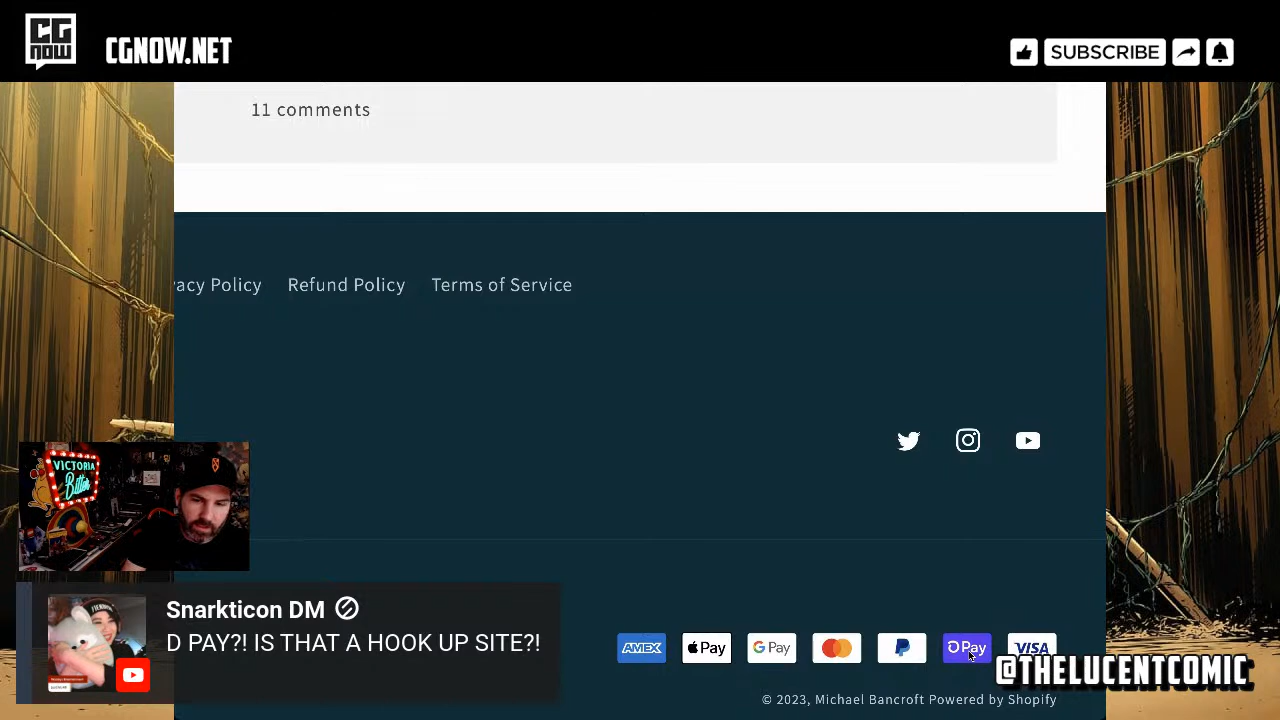 CG
NOW
CGNOW.NET
SUBSCRIBE
11 comments
acy Policy Refund Policy Terms of Service
VICTORIA
Bitter
Snarkticon DM
D PAY?! IS THAT A HOOK UP SITE?!
AMEX Pay G Pay P Pay VISA
@THELUCENTCOMIC
© 2023, Michael Bancroft Powered by Shopify